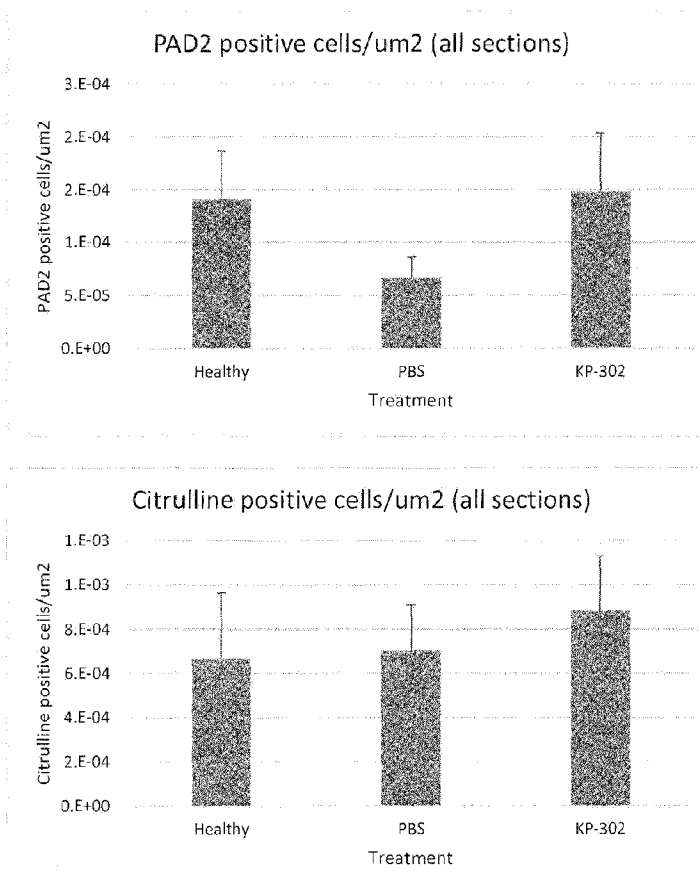 PAD2 positive cells/um2 (all sections)
PAD2 positive cells/um2
3.E-04
2.E-04
2.E-04
1.E-04
5.E-05
0.E+00
Healthy
PBS
KP-302
Treatment
Citrulline positive cells/um2 (all sections)
Citrulline positive cells/um2
1.E-03
1.E-03
8.E-04
6.E-04
4.E-04
2.E-04
0.E+00
Healthy
PBS
KP-302
Treatment